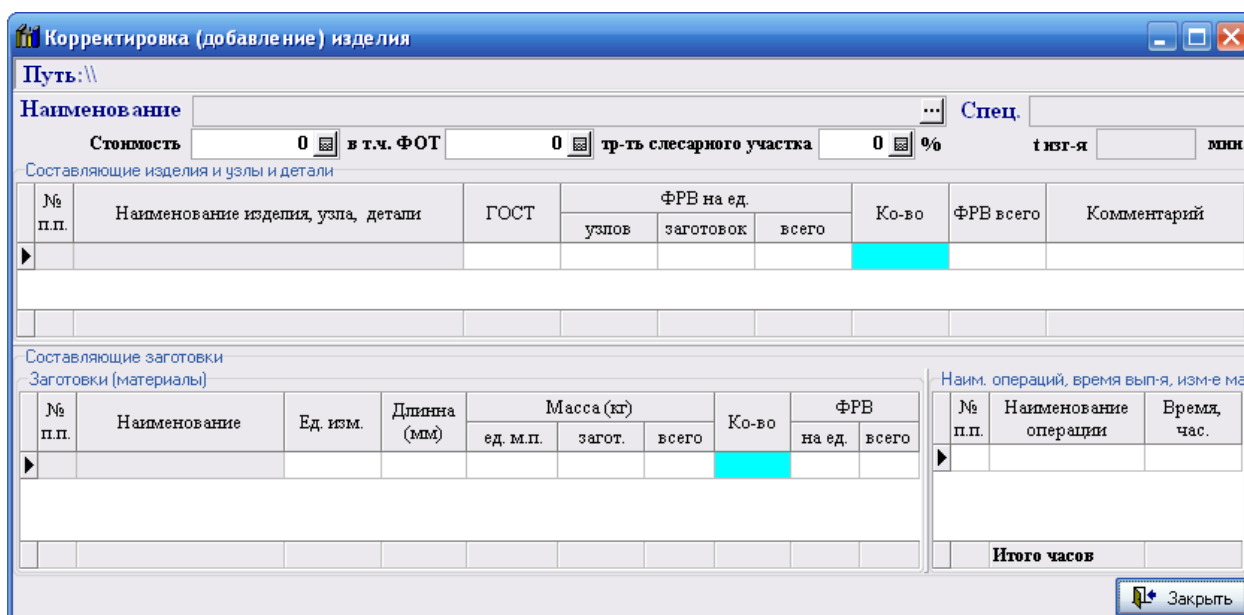 Корректировка (добавление) изделия
Путь:\\
Наименование ... Спец.
Стоимость 0 в т.ч. ФОТ 0 тр-ть слесарного участка 0 % t изг-я мин
Составляющие изделия и узлы и детали
№ п.п. Наименование изделия, узла, детали ГОСТ ФРВ на ед. Ко-во ФРВ всего Комментарий
узлов заготовок всего
Составляющие заготовки
Заготовки (материалы) Наим. операций, время вып-я, изм-е ма
№ п.п. Наименование Ед. изм. Длинна (мм) Масса (кг) Ко-во ФРВ № п.п. Наименование операции Время, час.
ед. м.п. загот. всего на ед. всего
Итого часов
Закрыть